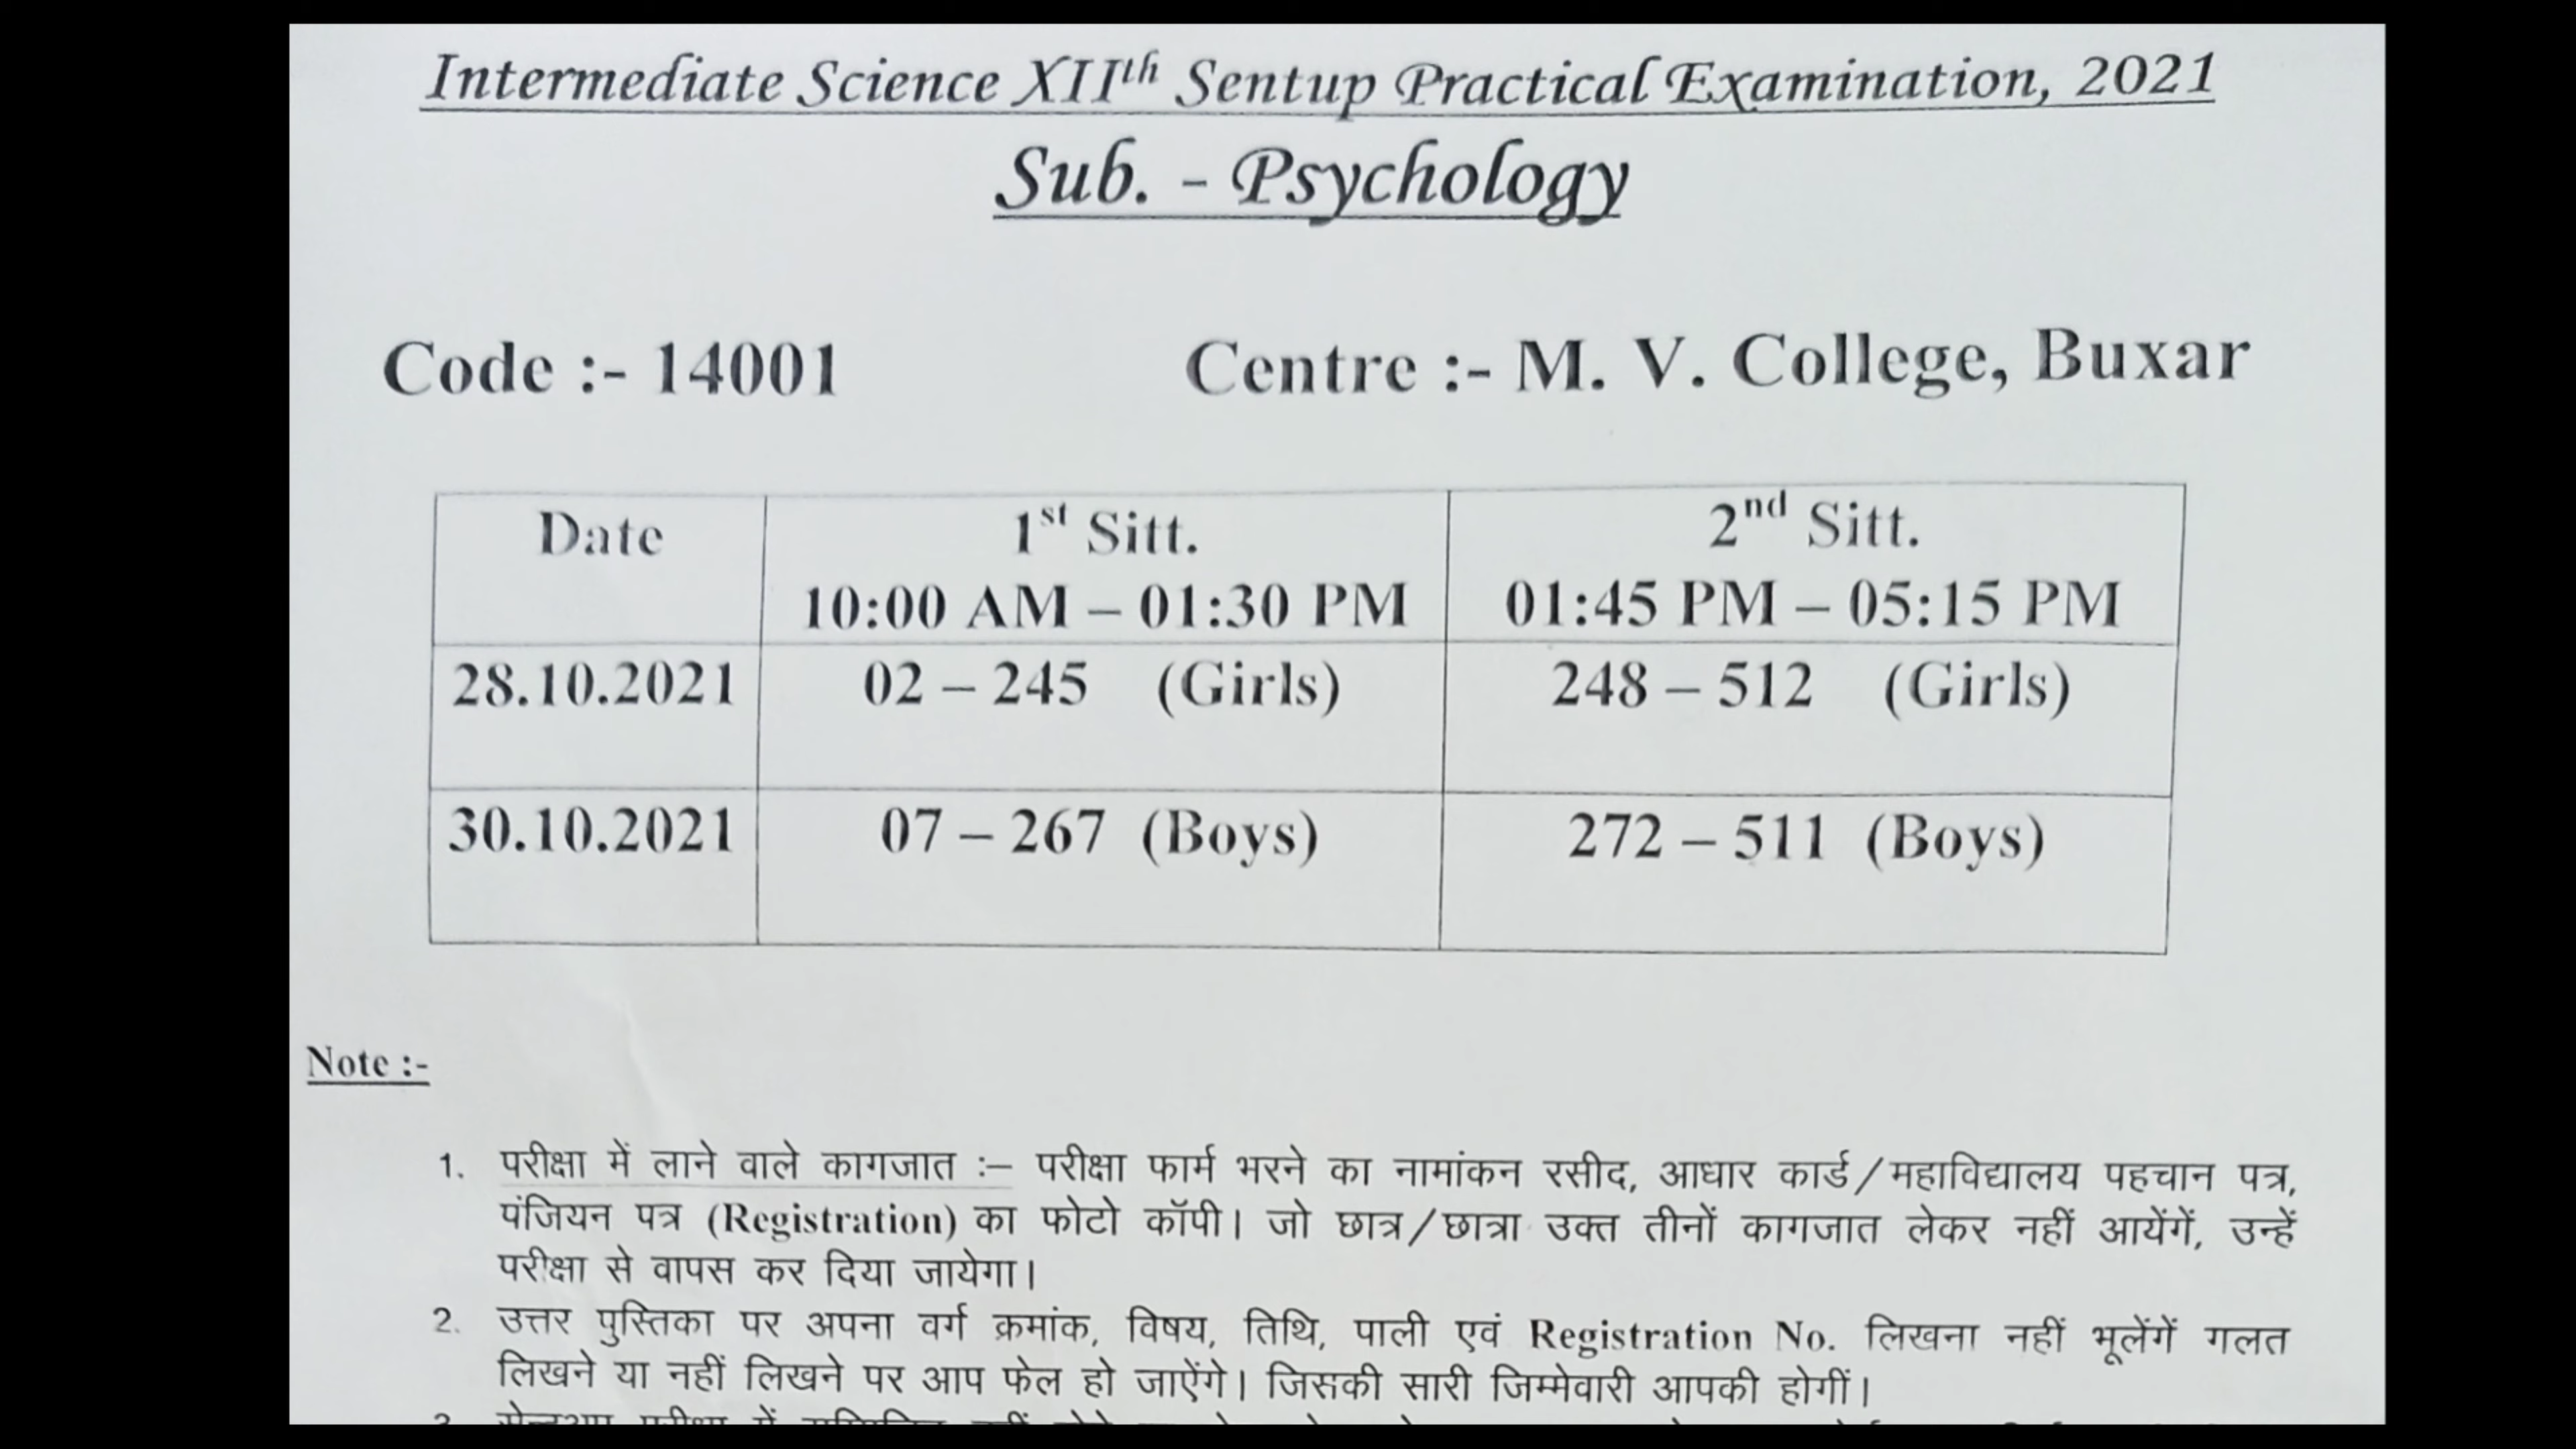 Intermediate Science XIIth Sentup Practical Examination, 2021
Sub. - Psychology
Code :- 14001 Centre :- M. V. College, Buxar
Date 1st Sitt. 2nd Sitt.
10:00 AM – 01:30 PM 01:45 PM – 05:15 PM
28.10.2021 02 – 245 (Girls) 248 – 512 (Girls)
30.10.2021 07 – 267 (Boys) 272 – 511 (Boys)
Note :-
1. परीक्षा में लाने वाले कागजात :– परीक्षा फार्म भरने का नामांकन रसीद, आधार कार्ड/महाविद्यालय पहचान पत्र,
पंजियन पत्र (Registration) का फोटो कॉपी। जो छात्र/छात्रा उक्त तीनों कागजात लेकर नहीं आयेंगें, उन्हें
परीक्षा से वापस कर दिया जायेगा।
2. उत्तर पुस्तिका पर अपना वर्ग क्रमांक, विषय, तिथि, पाली एवं Registration No. लिखना नहीं भूलेंगें गलत
लिखने या नहीं लिखने पर आप फेल हो जाऐंगे। जिसकी सारी जिम्मेवारी आपकी होगीं।